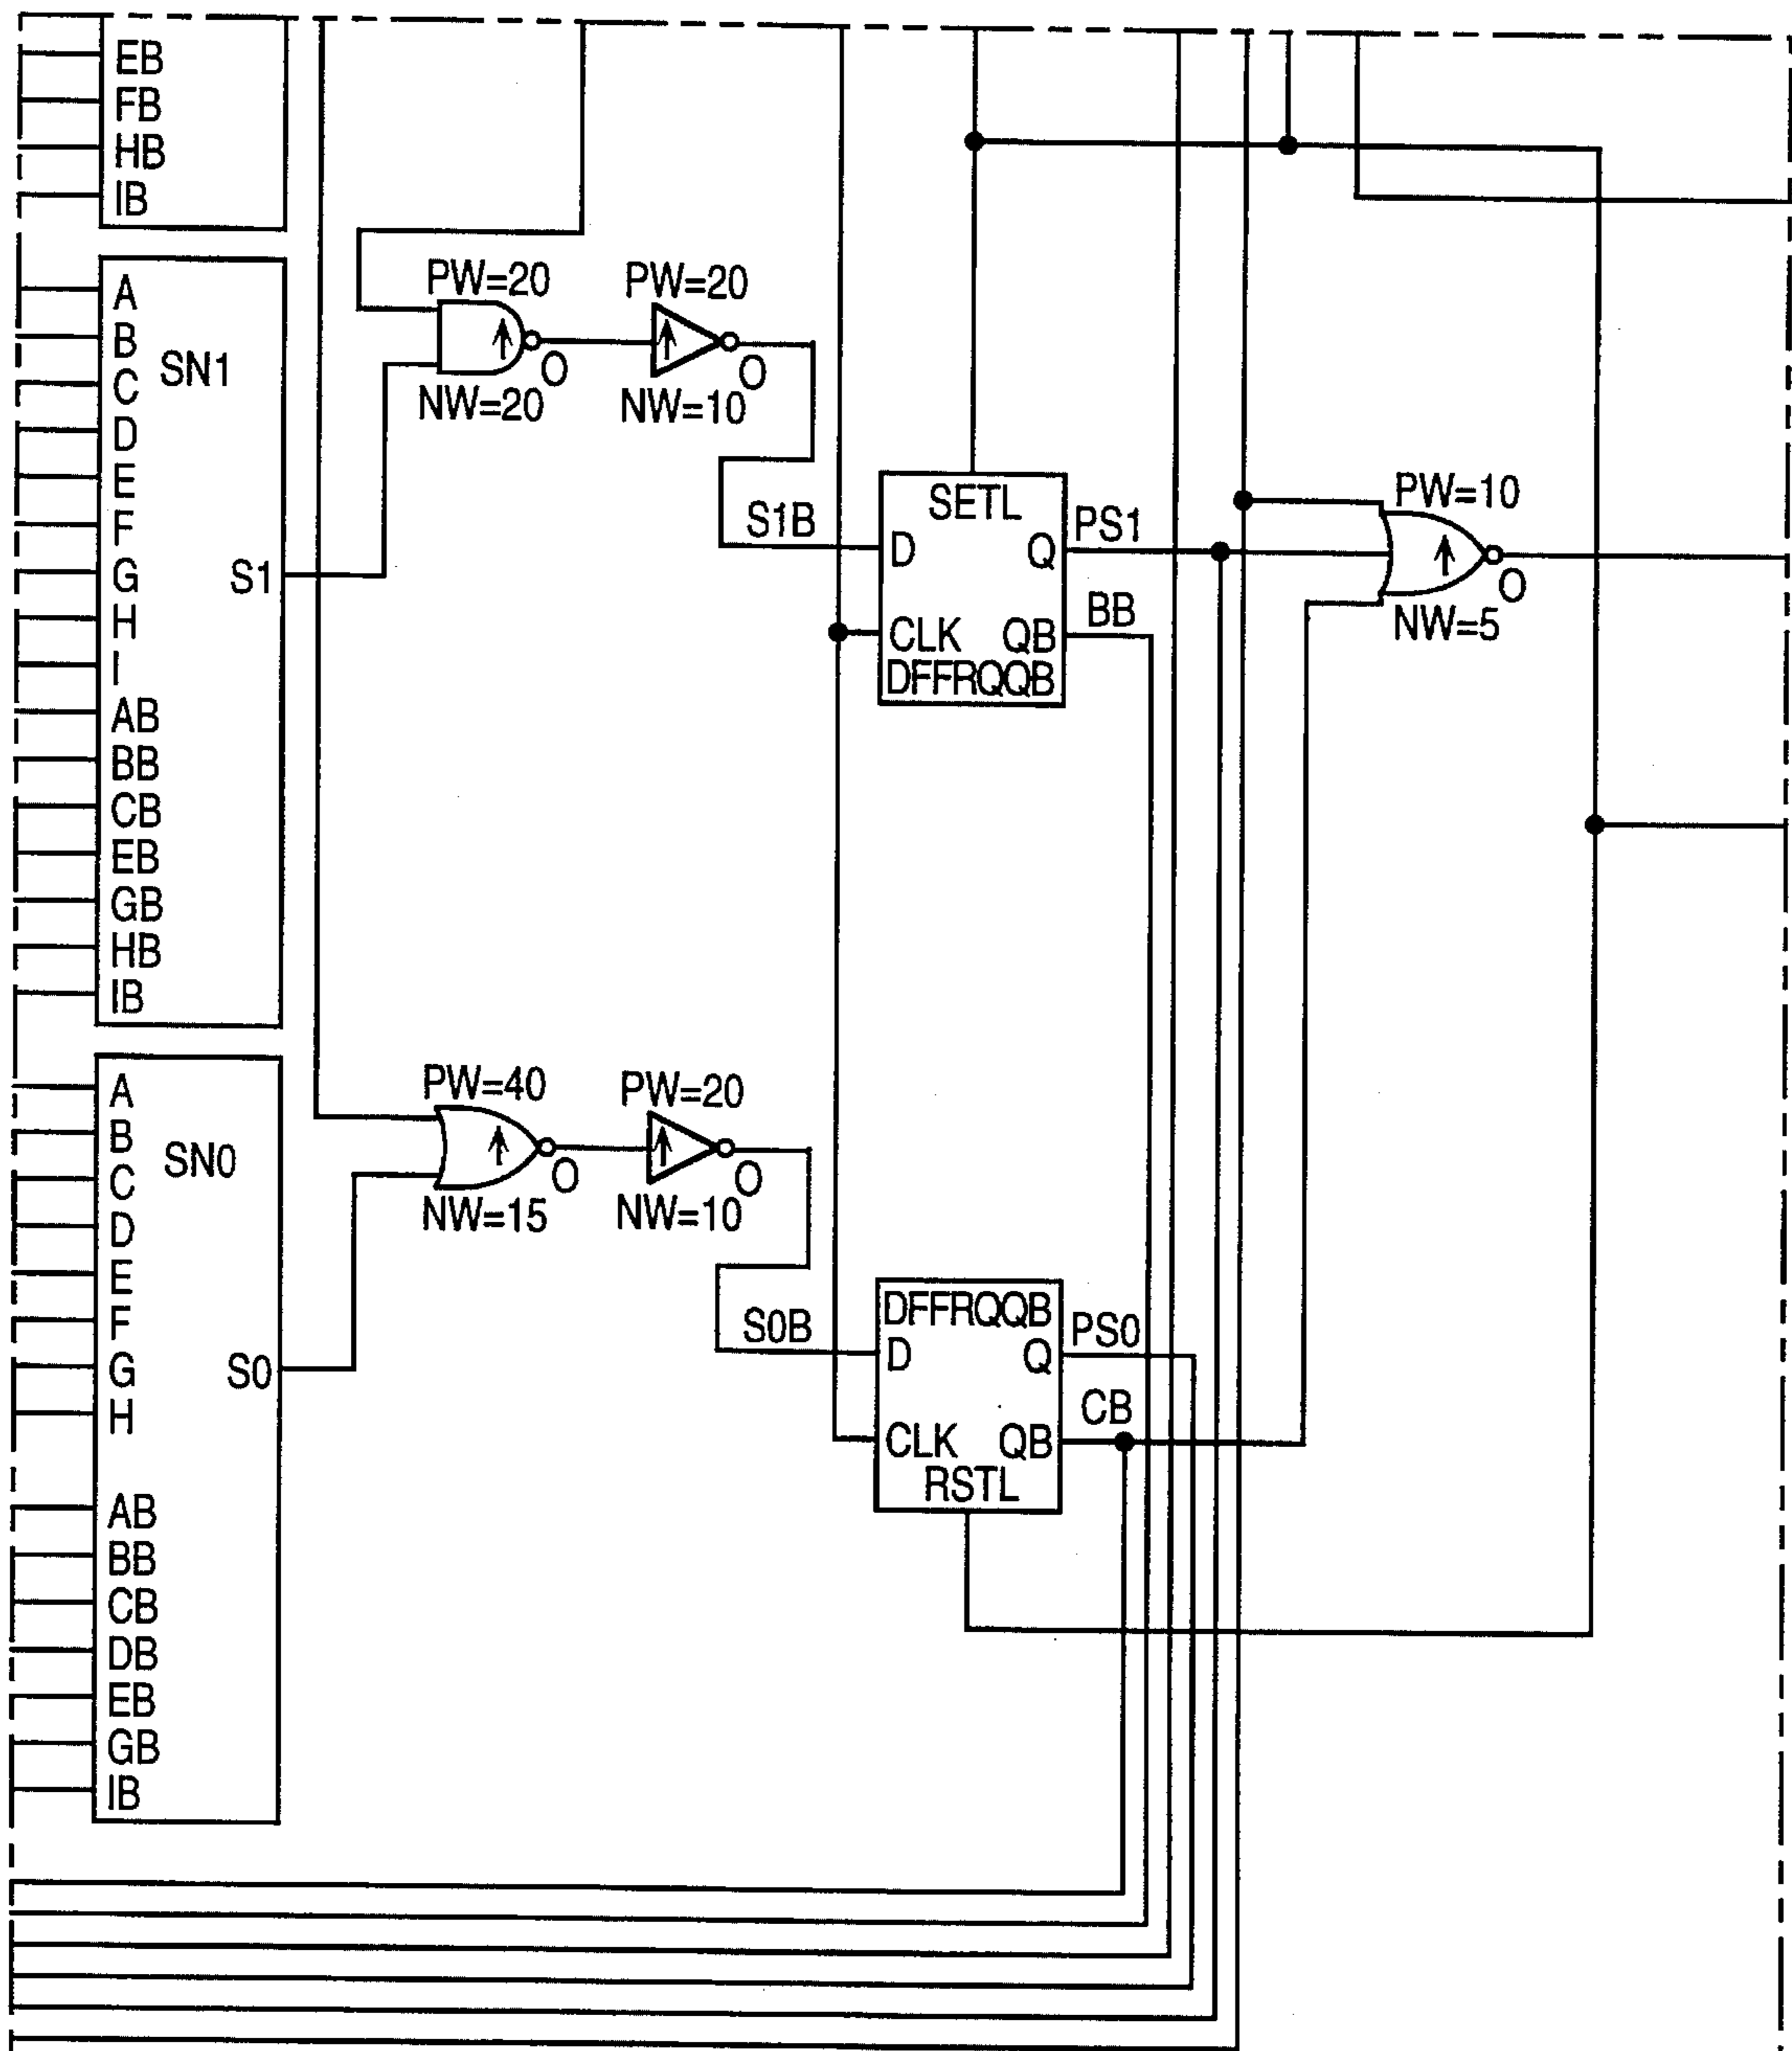 EB
FB
HB
IB
A
B
C
D
E
F
G
H
I
AB
BB
CB
EB
GB
HB
IB
SN1
S1
PW=20
O
NW=20
PW=20
O
NW=10
S1B
SETL
D
Q
CLK
QB
DFFRQQB
PS1
BB
PW=10
O
NW=5
A
B
C
D
E
F
G
H
AB
BB
CB
DB
EB
GB
IB
SN0
S0
PW=40
O
NW=15
PW=20
O
NW=10
S0B
DFFRQQB
D
Q
CLK
QB
RSTL
PS0
CB